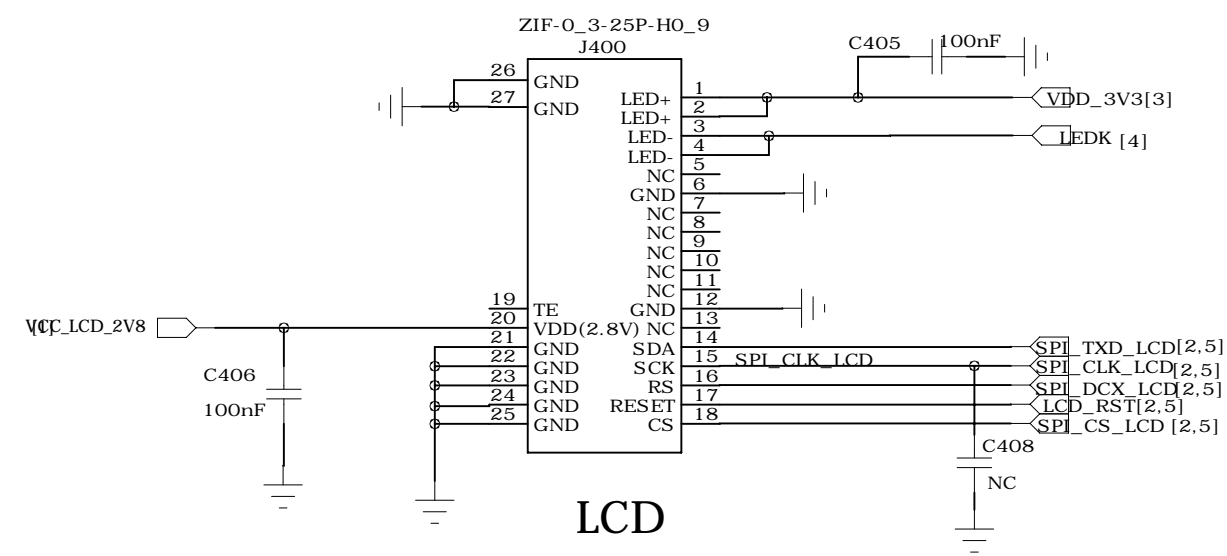 ZIF-0_3-25P-H0_9
J400
C405
100nF
26
GND
27
GND
LED+
1
LED+
2
LED-
3
LED-
4
NC
5
GND
6
NC
7
NC
8
NC
9
NC
10
NC
11
GND
12
NC
13
SDA
14
SCK
15
RS
16
RESET
17
CS
18
VDD_3V3[3]
LEDK [4]
19
TE
20
VDD(2.8V)
21
GND
22
GND
23
GND
24
GND
25
GND
VCC_LCD_2V8
[1]
C406
100nF
SPI_CLK_LCD
SPI_TXD_LCD[2,5]
SPI_CLK_LCD[2,5]
SPI_DCX_LCD[2,5]
LCD_RST[2,5]
SPI_CS_LCD [2,5]
C408
NC
LCD